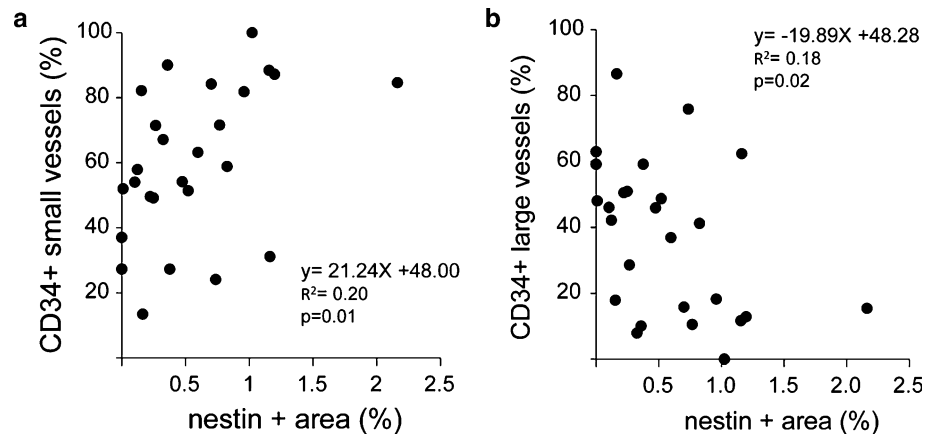 a
CD34+ small vessels (%)
100
80
60
40
20
0.5 1 1.5 2 2.5
nestin + area (%)
y= 21.24X +48.00
R²= 0.20
p=0.01
b
CD34+ large vessels (%)
100
80
60
40
20
0.5 1.0 1.5 2.0 2.5
nestin + area (%)
y= -19.89X +48.28
R²= 0.18
p=0.02